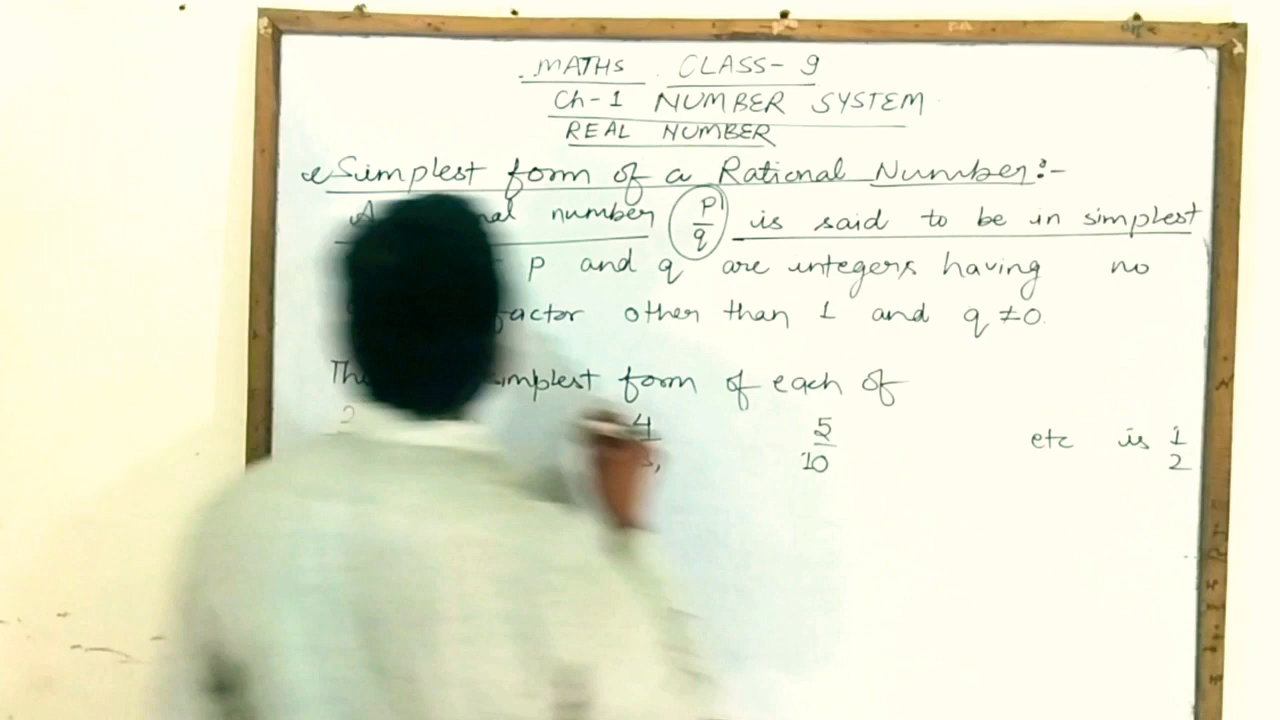 MATHS CLASS-9
Ch-1 NUMBER SYSTEM
REAL NUMBER
Simplest form of a Rational Number:-
A number p/q is said to be in simplest
p and q are integers having no
factor other than 1 and q ≠ 0.
simplest form of each of
2 4 5/10 etc is 1/2